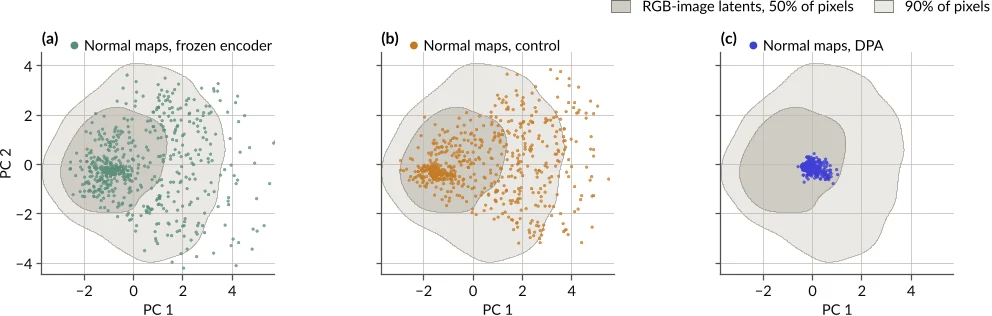 RGB-image latents, 50% of pixels 90% of pixels
(a) Normal maps, frozen encoder
(b) Normal maps, control
(c) Normal maps, DPA
PC 2
4
2
0
−2
−4
−2 0 2 4
PC 1
−2 0 2 4
PC 1
−2 0 2 4
PC 1